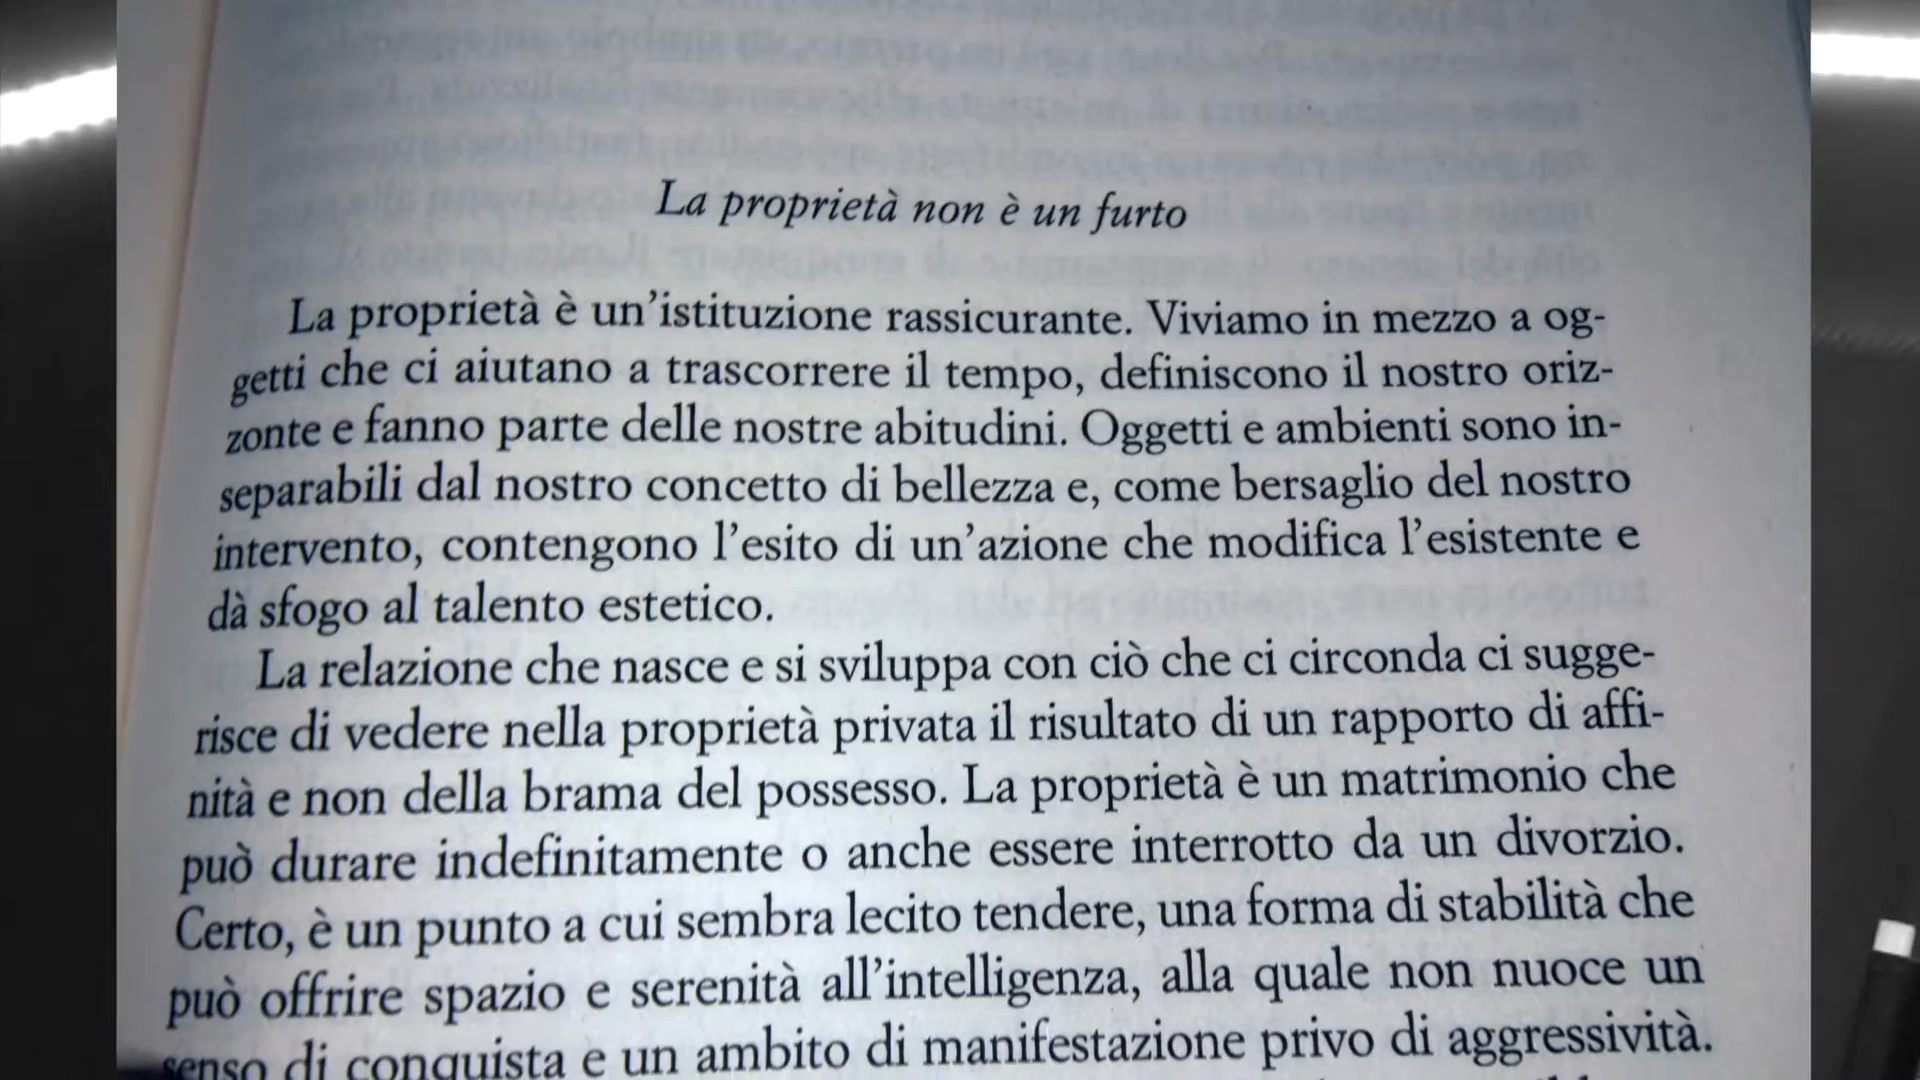 La proprietà non è un furto
La proprietà è un'istituzione rassicurante. Viviamo in mezzo a og-
getti che ci aiutano a trascorrere il tempo, definiscono il nostro oriz-
zonte e fanno parte delle nostre abitudini. Oggetti e ambienti sono in-
separabili dal nostro concetto di bellezza e, come bersaglio del nostro
intervento, contengono l'esito di un'azione che modifica l'esistente e
dà sfogo al talento estetico.
La relazione che nasce e si sviluppa con ciò che ci circonda ci sugge-
risce di vedere nella proprietà privata il risultato di un rapporto di affi-
nità e non della brama del possesso. La proprietà è un matrimonio che
può durare indefinitamente o anche essere interrotto da un divorzio.
Certo, è un punto a cui sembra lecito tendere, una forma di stabilità che
può offrire spazio e serenità all'intelligenza, alla quale non nuoce un
senso di conquista e un ambito di manifestazione privo di aggressività.